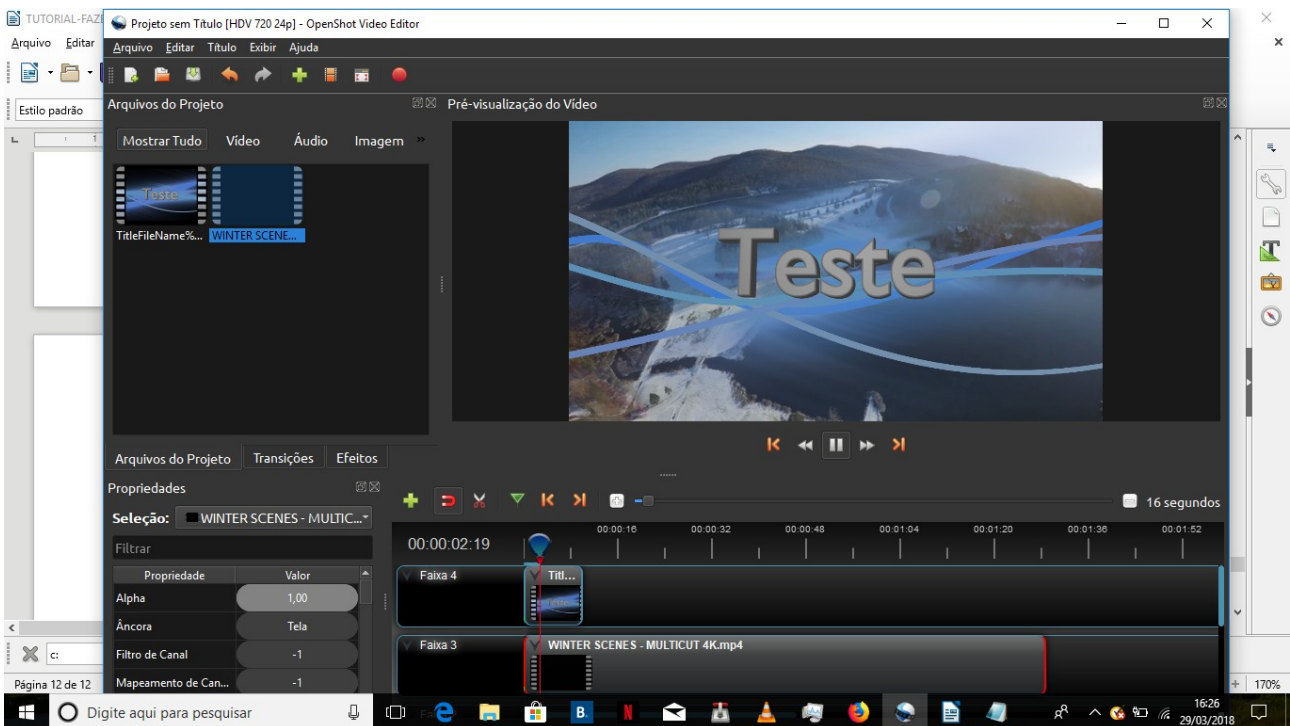 TUTORIAL-FAZE
Projeto sem Título [HDV 720 24p] - OpenShot Video Editor
Arquivo Editar
Arquivo Editar Título Exibir Ajuda
Estilo padrão
Arquivos do Projeto
Pré-visualização do Vídeo
Mostrar Tudo Vídeo Áudio Imagem »
1
Teste
Teste
TitleFileName%... WINTER SCENE...
Arquivos do Projeto Transições Efeitos
Propriedades
Seleção: WINTER SCENES - MULTIC...
16 segundos
Filtrar
00:00:02:19
00:00:16 00:00:32 00:00:48 00:01:04 00:01:20 00:01:36 00:01:52
Propriedade Valor
Alpha 1,00
Âncora Tela
Filtro de Canal -1
Mapeamento de Can... -1
Faixa 4 Titl...
Faixa 3 WINTER SCENES - MULTICUT 4K.mp4
c:
Página 12 de 12
170%
Digite aqui para pesquisar
B.
N
16:26
29/03/2018